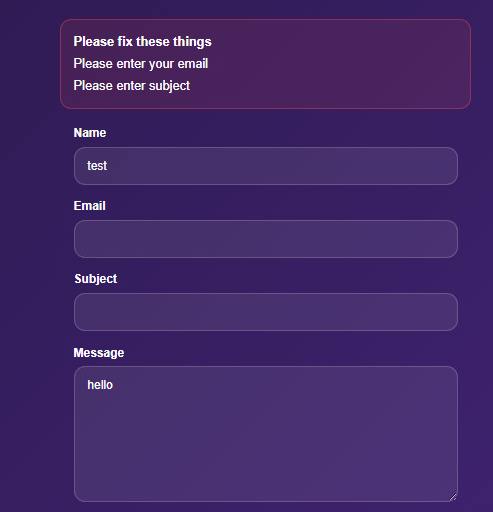 Please fix these things
Please enter your email
Please enter subject
Name
test
Email
Subject
Message
hello